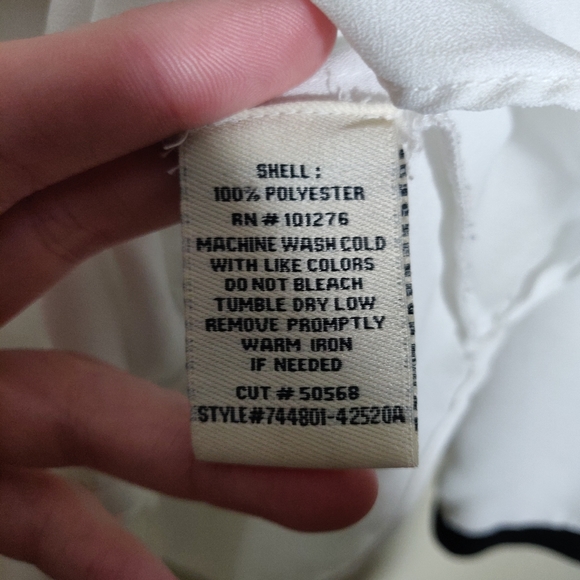 SHELL :
100% POLYESTER
RN # 101276
MACHINE WASH COLD
WITH LIKE COLORS
DO NOT BLEACH
TUMBLE DRY LOW
REMOVE PROMPTLY
WARM IRON
IF NEEDED
CUT # 50568
STYLE#744801-42520A